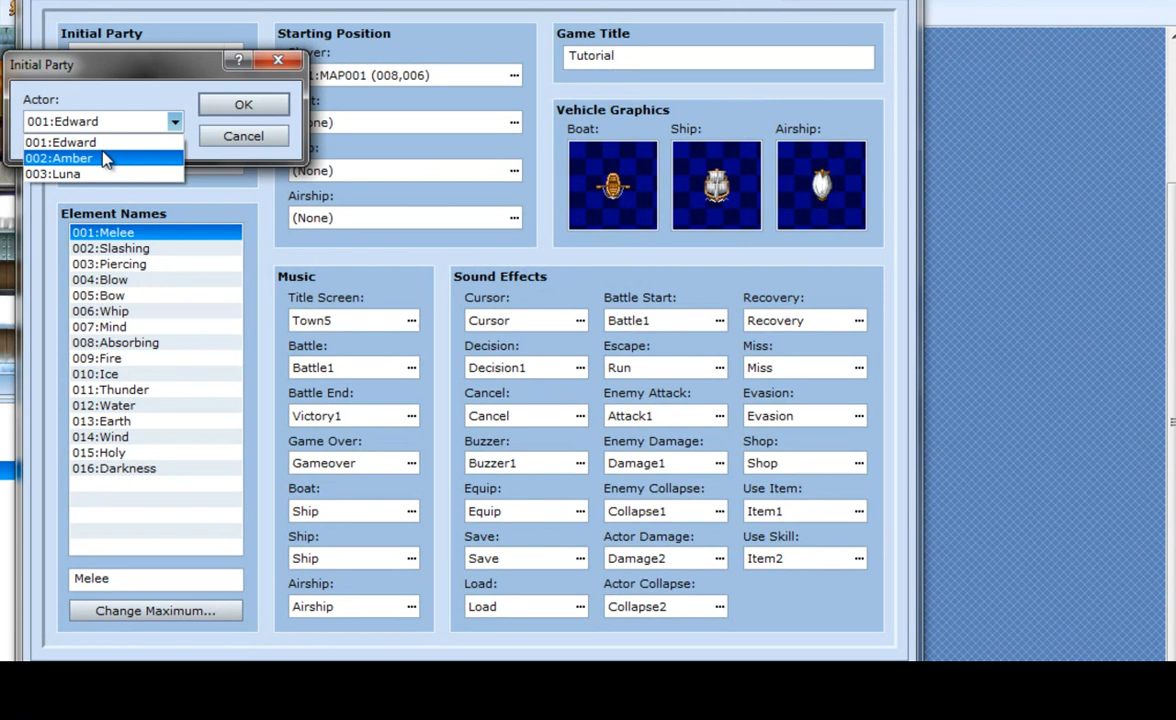 Initial Party
Starting Position
Game Title
Tutorial
:MAP001 (008,006)
Initial Party
?
Actor:
OK
001:Edward
Cancel
001:Edward
002:Amber
003:Luna
(None)
Airship:
(None)
Vehicle Graphics
Boat:
Ship:
Airship:
Element Names
001:Melee
002:Slashing
003:Piercing
004:Blow
005:Bow
006:Whip
007:Mind
008:Absorbing
009:Fire
010:Ice
011:Thunder
012:Water
013:Earth
014:Wind
015:Holy
016:Darkness
Melee
Change Maximum...
Music
Title Screen:
Town5
Battle:
Battle1
Battle End:
Victory1
Game Over:
Gameover
Boat:
Ship
Ship:
Ship
Airship:
Airship
Sound Effects
Cursor:
Cursor
Decision:
Decision1
Cancel:
Cancel
Buzzer:
Buzzer1
Equip:
Equip
Save:
Save
Load:
Load
Battle Start:
Battle1
Escape:
Run
Enemy Attack:
Attack1
Enemy Damage:
Damage1
Enemy Collapse:
Collapse1
Actor Damage:
Damage2
Actor Collapse:
Collapse2
Recovery:
Recovery
Miss:
Miss
Evasion:
Evasion
Shop:
Shop
Use Item:
Item1
Use Skill:
Item2